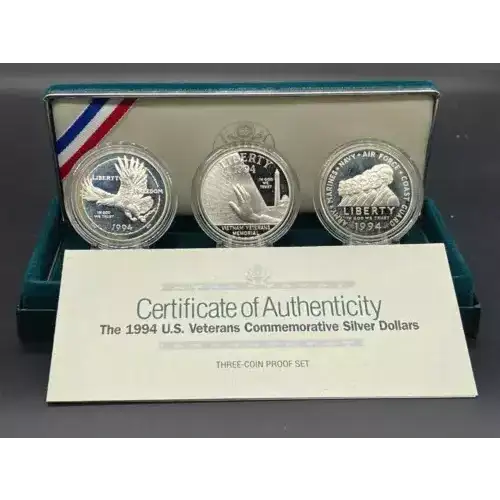 LIBERTY
FREEDOM
IN GOD
WE TRUST
1994
LIBERTY
1994
IN GOD
WE TRUST
VIETNAM VETERANS
MEMORIAL
ARMY·MARINES·NAVY·AIR FORCE·COAST GUARD
LIBERTY
IN GOD WE TRUST
1994
Certificate of Authenticity
The 1994 U.S. Veterans Commemorative Silver Dollars
THREE-COIN PROOF SET